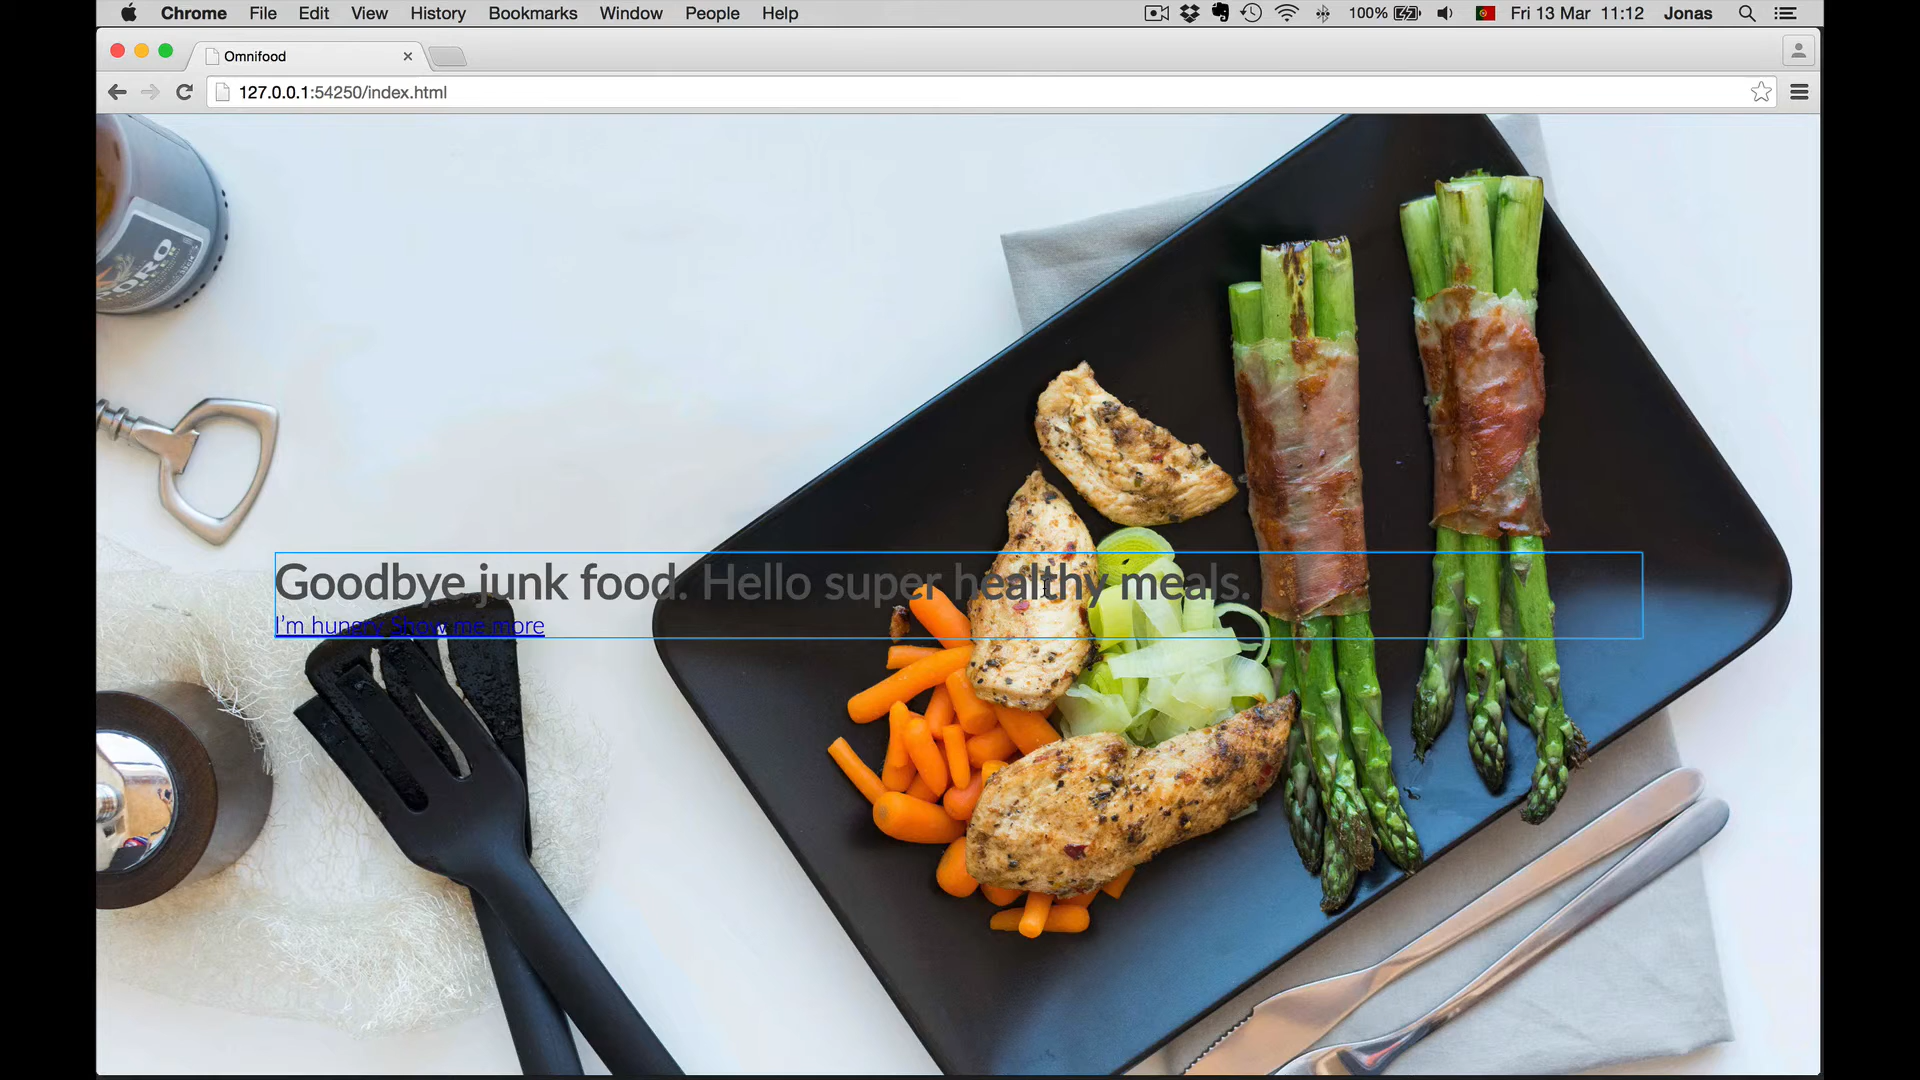 Chrome File Edit View History Bookmarks Window People Help 100% Fri 13 Mar 11:12 Jonas
Omnifood
127.0.0.1:54250/index.html
PORO
Goodbye junk food. Hello super healthy meals.
I'm hungry Show me more